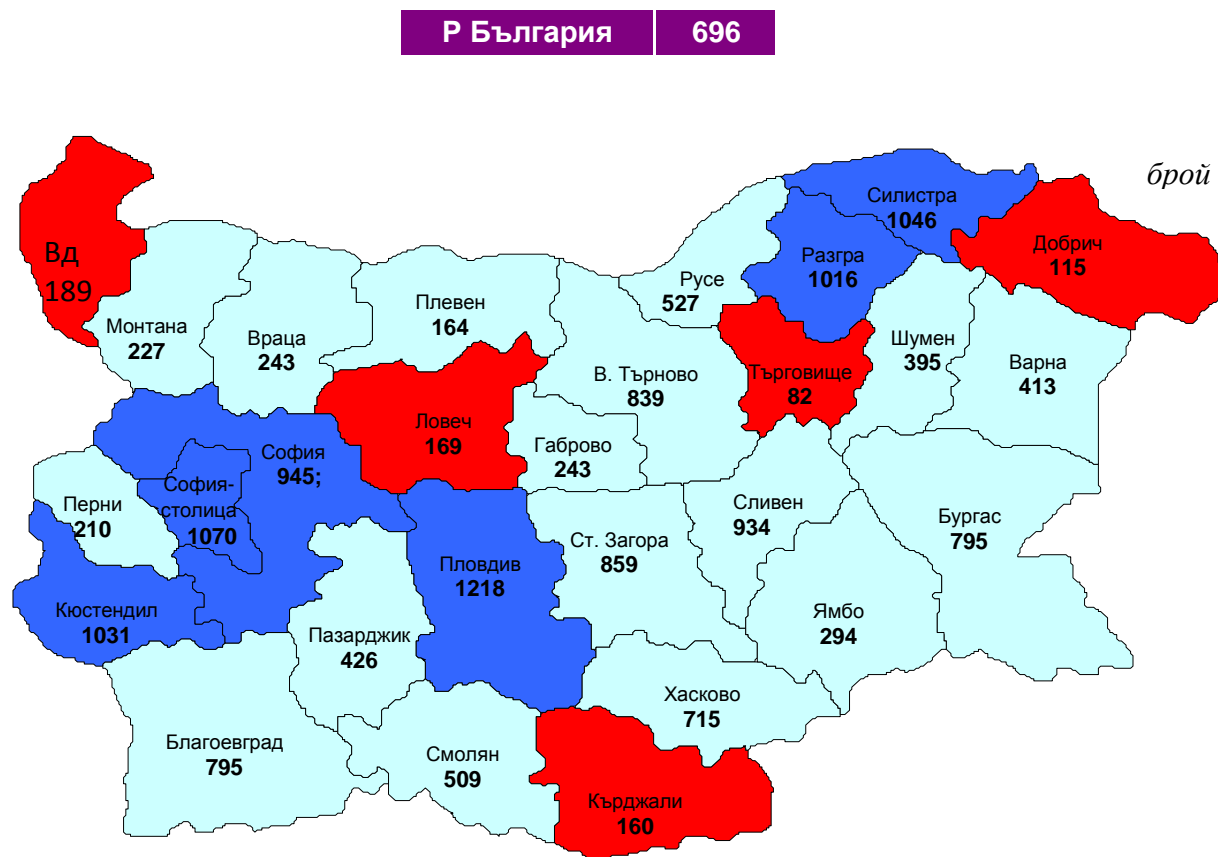 Р България 696
брой
Вд
189
Монтана
227
Враца
243
Плевен
164
Русе
527
Силистра
1046
Разгра
1016
Добрич
115
Шумен
395
Варна
413
Търговище
82
В. Търново
839
Ловеч
169
Габрово
243
София
945;
София-
столица
1070
Перни
210
Кюстендил
1031
Пловдив
1218
Ст. Загора
859
Сливен
934
Бургас
795
Ямбо
294
Пазарджик
426
Хасково
715
Благоевград
795
Смолян
509
Кърджали
160